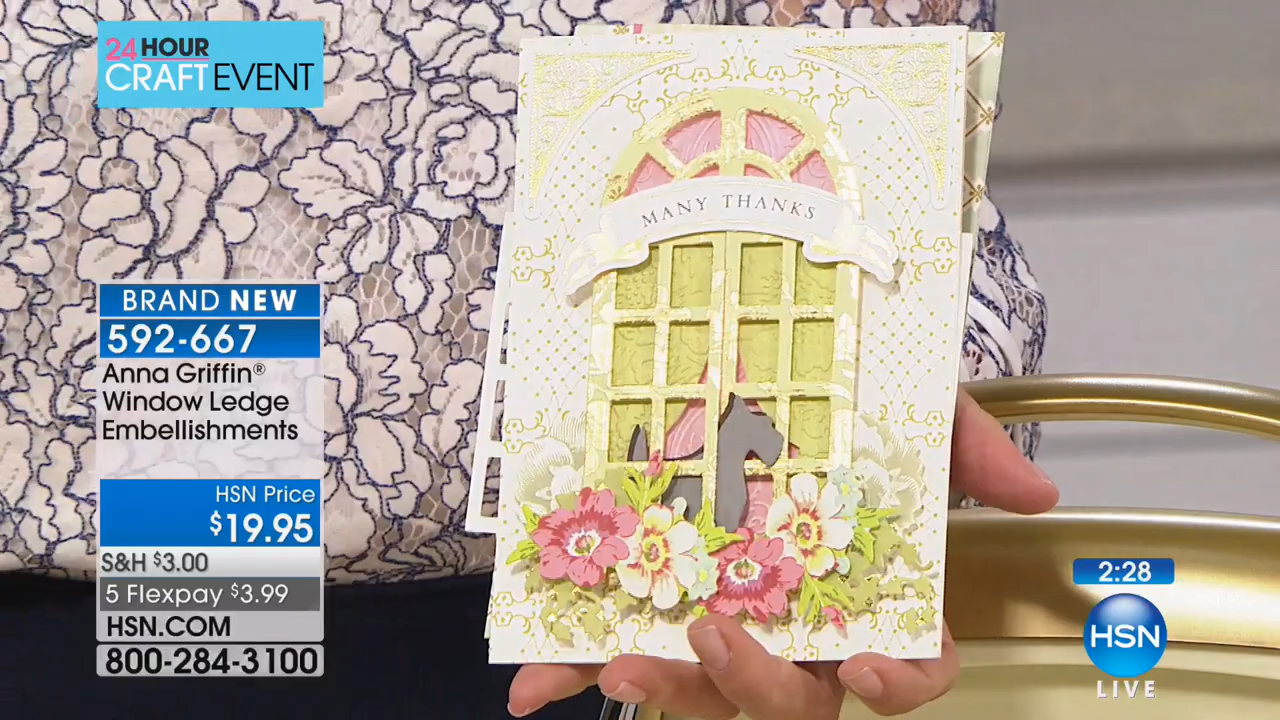 24 HOUR
CRAFT EVENT
MANY THANKS
BRAND NEW
592-667
Anna Griffin®
Window Ledge
Embellishments
HSN Price
$19.95
S&H $3.00
5 Flexpay $3.99
HSN.COM
800-284-3100
2:28
HSN
LIVE